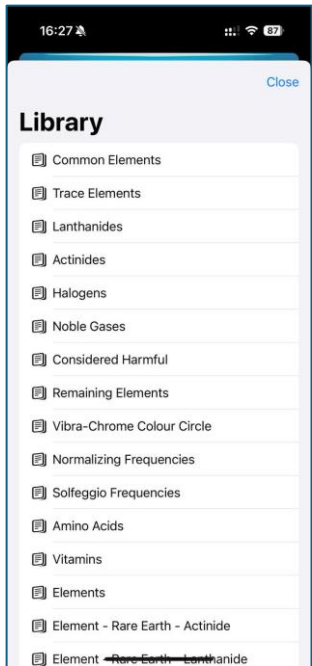 16:27
87
Close
Library
Common Elements
Trace Elements
Lanthanides
Actinides
Halogens
Noble Gases
Considered Harmful
Remaining Elements
Vibra-Chrome Colour Circle
Normalizing Frequencies
Solfeggio Frequencies
Amino Acids
Vitamins
Elements
Element - Rare Earth - Actinide
Element - Rare Earth - Lanthanide